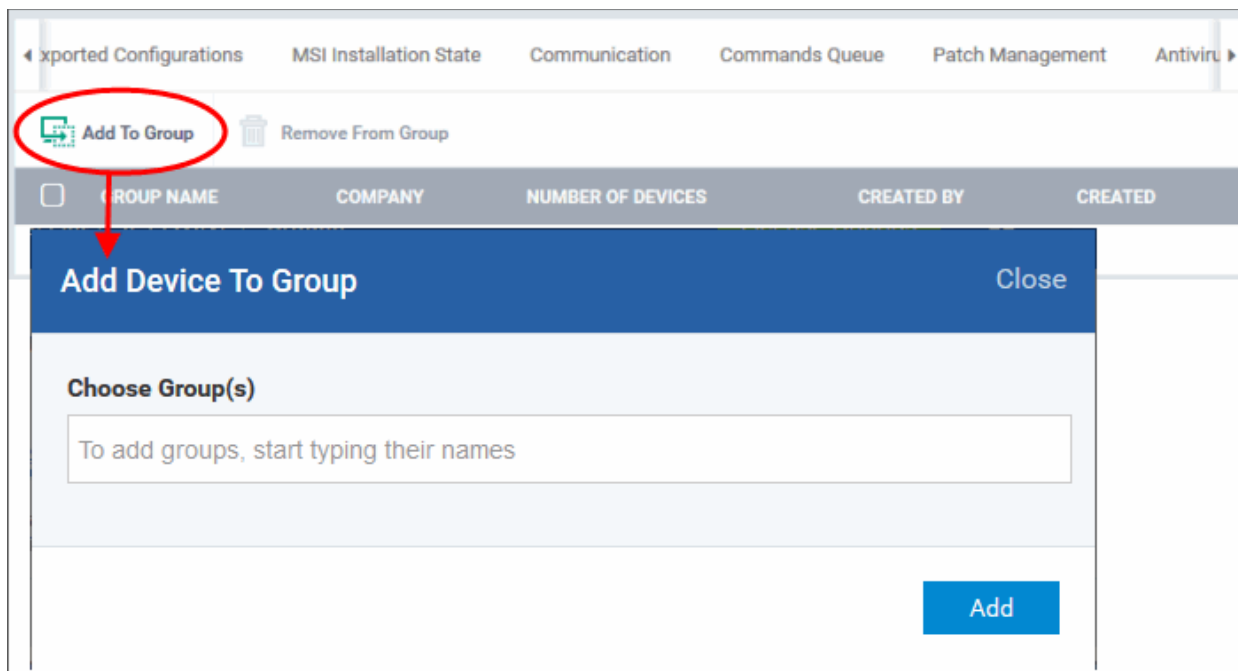 xported Configurations MSI Installation State Communication Commands Queue Patch Management Antiviru
Add To Group Remove From Group
GROUP NAME COMPANY NUMBER OF DEVICES CREATED BY CREATED
Add Device To Group Close
Choose Group(s)
To add groups, start typing their names
Add